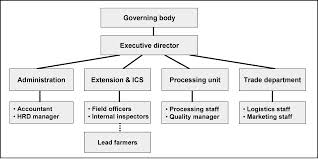 Governing body
Executive director
Administration
Extension & ICS
Processing unit
Trade department
• Accountant
• HRD manager
• Field officers
• Internal inspectors
• Processing staff
• Quality manager
• Logistics staff
• Marketing staff
Lead farmers